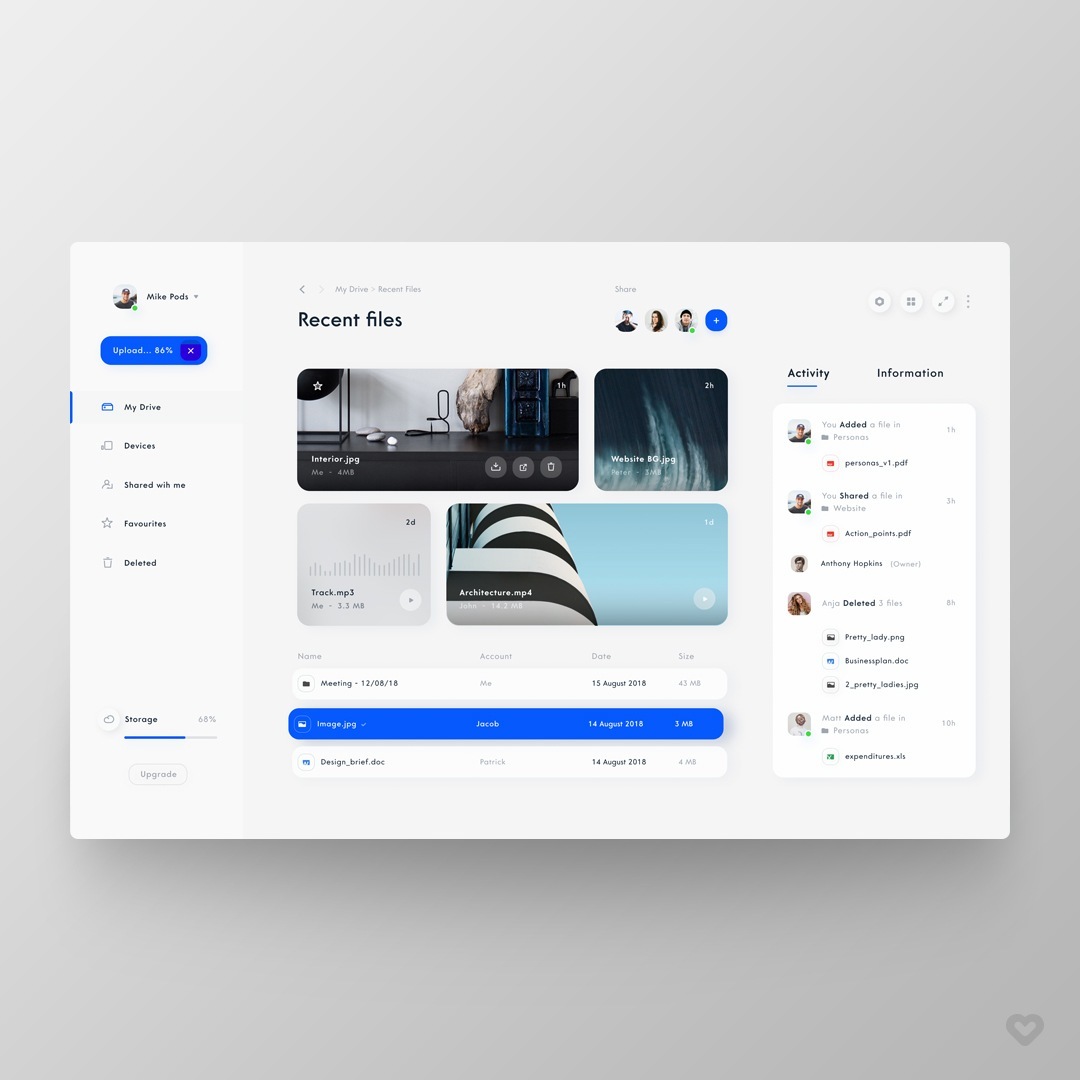 Mike Pods
Upload... 86%
My Drive
Devices
Shared wih me
Favourites
Deleted
Storage 68%
Upgrade
My Drive > Recent Files
Recent files
Share
1h
Interior.jpg
Me - 4MB
2h
Website BG.jpg
Peter - 3MB
2d
Track.mp3
Me - 3.3 MB
1d
Architecture.mp4
John - 14.2 MB
Name Account Date Size
Meeting - 12/08/18 Me 15 August 2018 43 MB
Image.jpg Jacob 14 August 2018 3 MB
Design_brief.doc Patrick 14 August 2018 4 MB
Activity Information
You Added a file in 1h
Personas
personas_v1.pdf
You Shared a file in 3h
Website
Action_points.pdf
Anthony Hopkins (Owner)
Anja Deleted 3 files 8h
Pretty_lady.png
Businessplan.doc
2_pretty_ladies.jpg
Matt Added a file in 10h
Personas
expenditures.xls